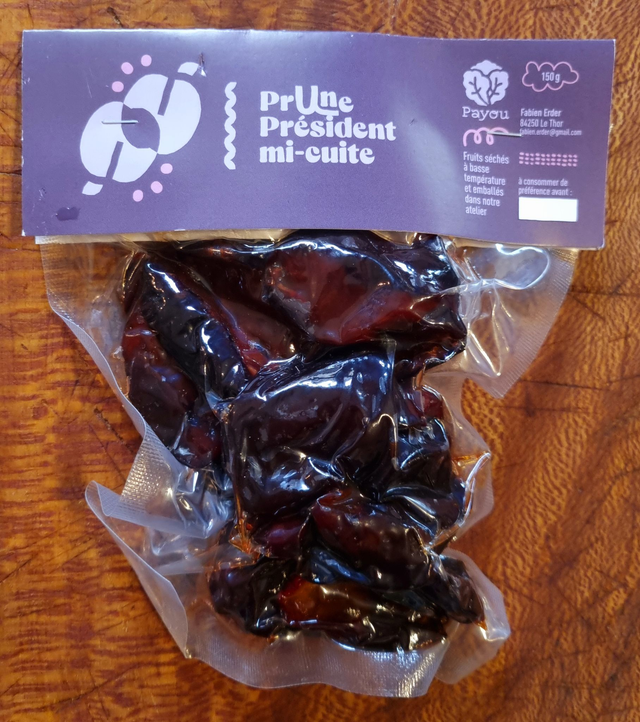 PrUne
Président
mi-cuite
Payou
150 g
Fabien Erder
84250 Le Thor
fabien.erder@gmail.com
Fruits séchés
à basse
température
et emballés
dans notre
atelier
à consommer de
préférence avant :